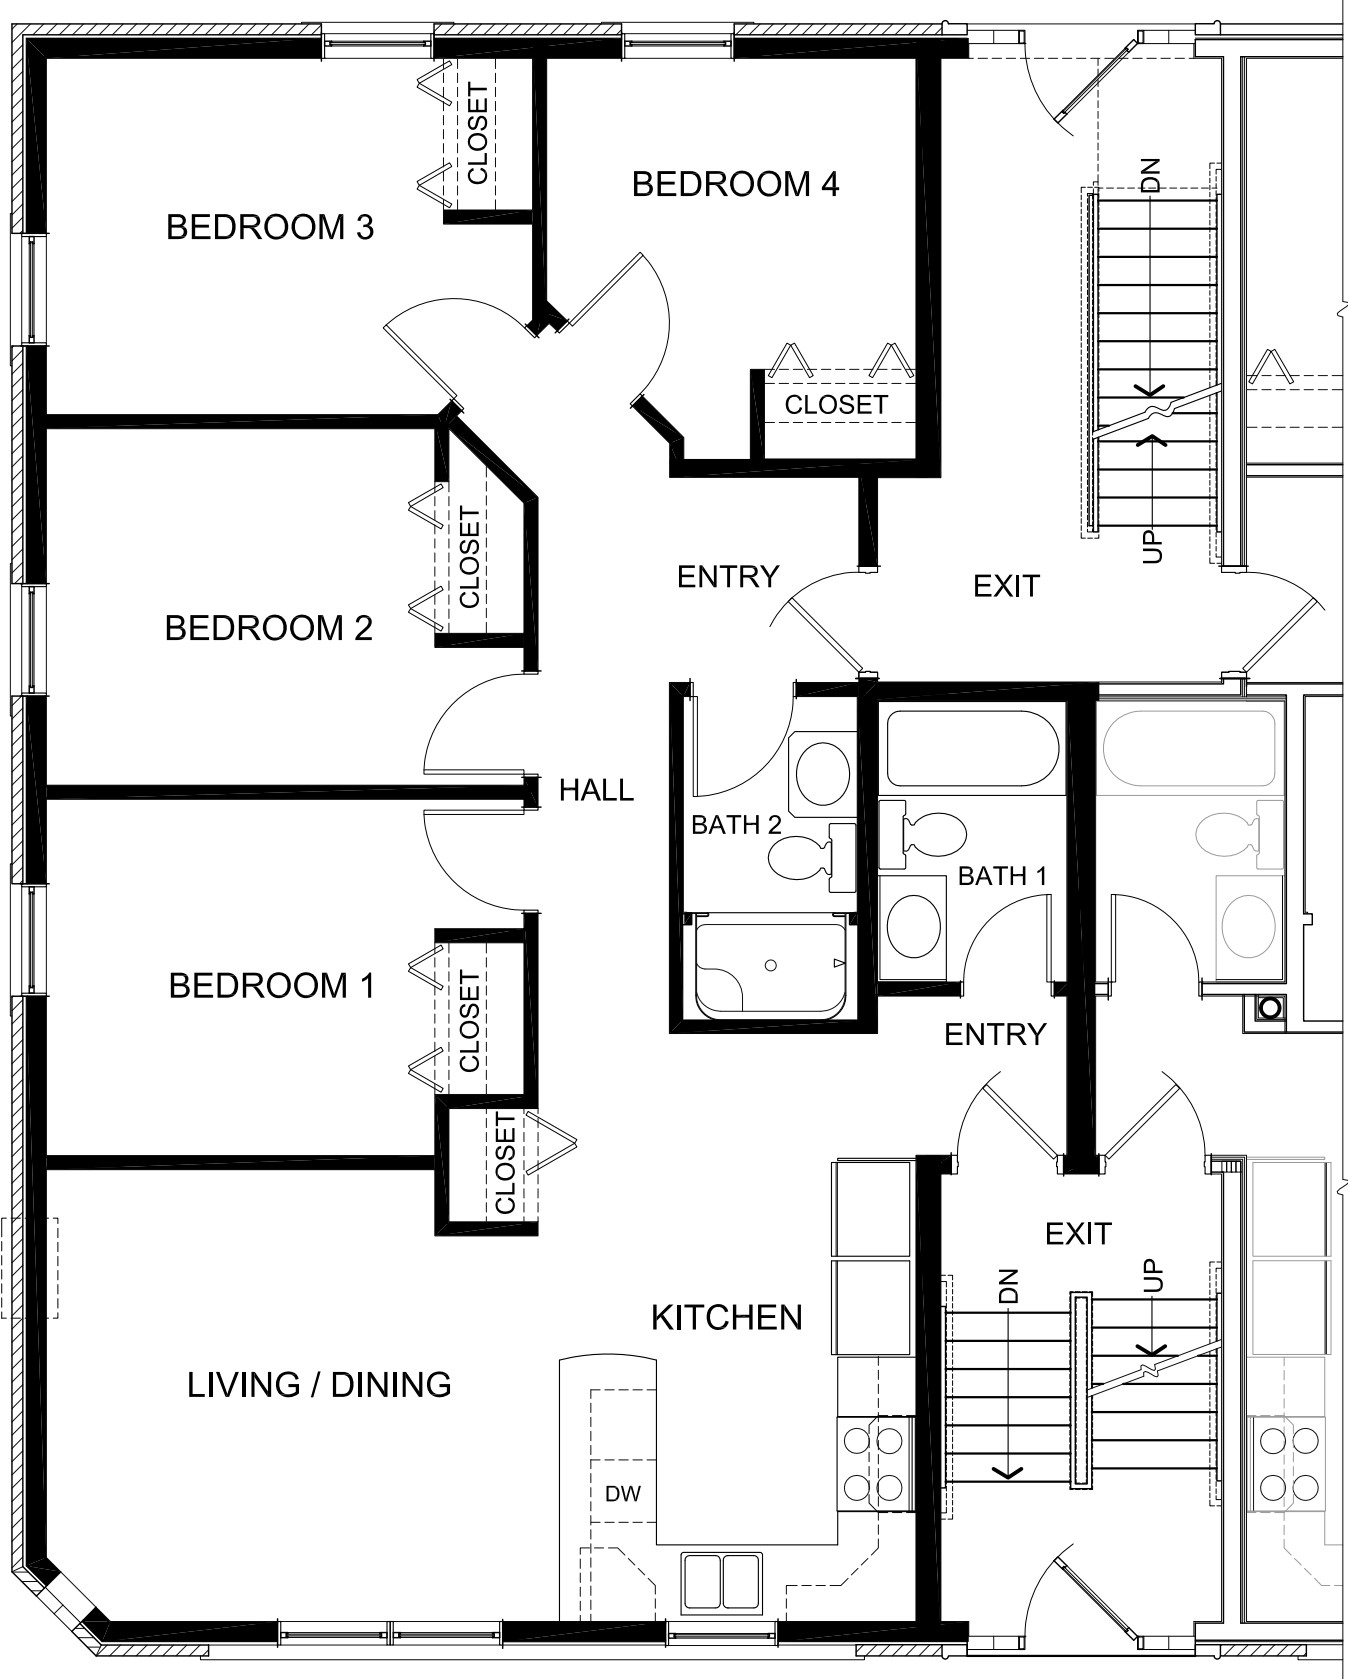 CLOSET
DN
BEDROOM 4
BEDROOM 3
CLOSET
UP
CLOSET
ENTRY
EXIT
BEDROOM 2
HALL
BATH 2
BATH 1
BEDROOM 1
CLOSET
ENTRY
CLOSET
EXIT
DN
UP
KITCHEN
LIVING / DINING
DW